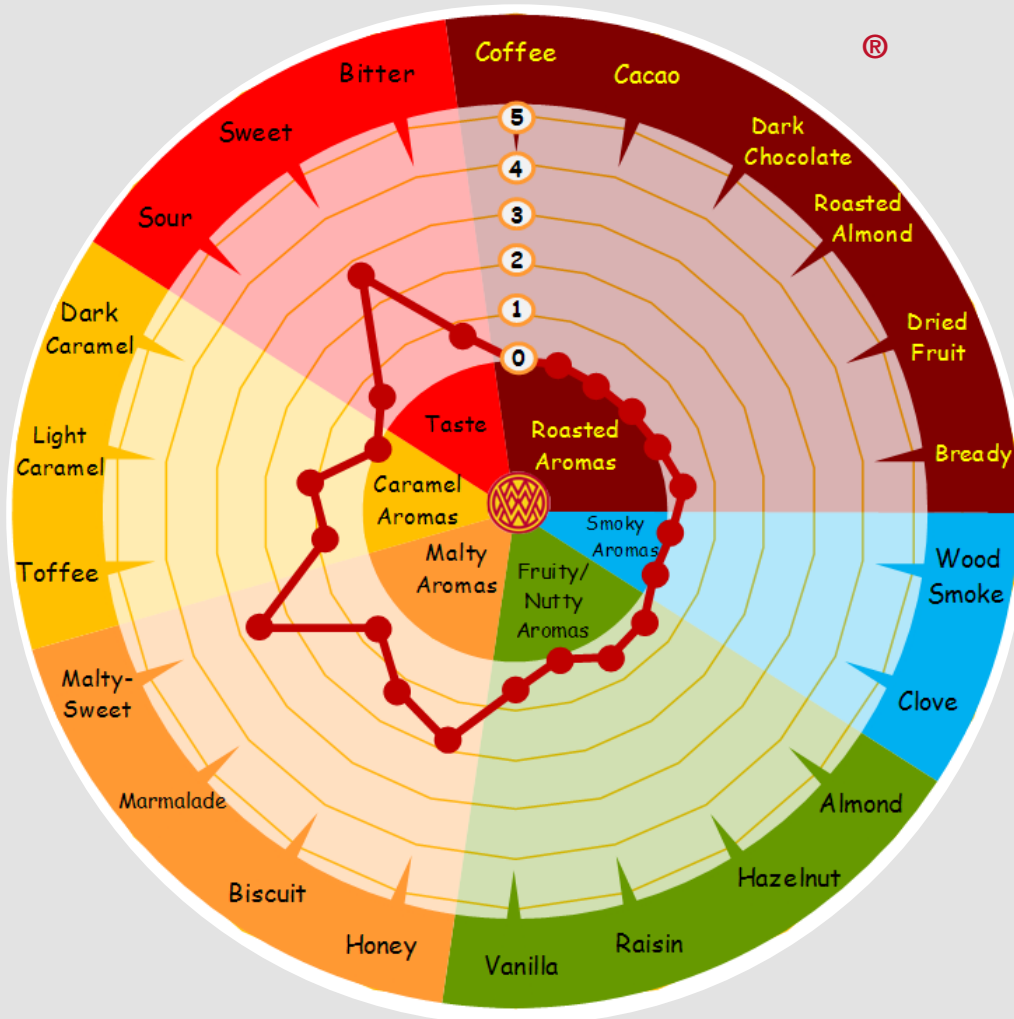 ®
Coffee
Cacao
Dark
Chocolate
Roasted
Almond
Dried
Fruit
Bready
Wood
Smoke
Clove
Almond
Hazelnut
Raisin
Vanilla
Honey
Biscuit
Marmalade
Malty-
Sweet
Toffee
Light
Caramel
Dark
Caramel
Sour
Sweet
Bitter
5
4
3
2
1
0
Taste
Roasted
Aromas
Smoky
Aromas
Fruity/
Nutty
Aromas
Malty
Aromas
Caramel
Aromas